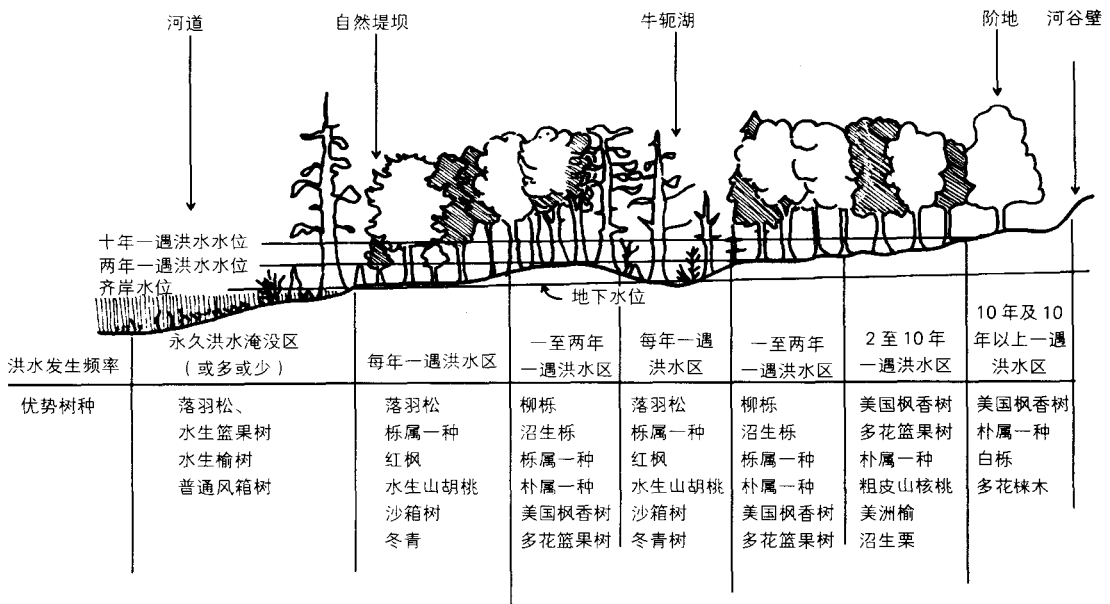 河道
自然堤坝
牛轭湖
阶地
河谷壁
十年一遇洪水水位
两年一遇洪水水位
齐岸水位
地下水位
洪水发生频率
永久洪水淹没区
(或多或少)
每年一遇洪水区
一至两年
一遇洪水区
每年一遇
洪水区
一至两年
一遇洪水区
2至10年
一遇洪水区
10年及10
年以上一遇
洪水区
优势树种
落羽松、
水生篮果树
水生榆树
普通风箱树
落羽松
栎属一种
红枫
水生山胡桃
沙箱树
冬青
柳栎
沼生栎
栎属一种
朴属一种
美国枫香树
多花篮果树
落羽松
栎属一种
红枫
水生山胡桃
沙箱树
冬青树
柳栎
沼生栎
栎属一种
朴属一种
美国枫香树
多花篮果树
美国枫香树
多花篮果树
朴属一种
粗皮山核桃
美洲榆
沼生栗
美国枫香树
朴属一种
白栎
多花梾木